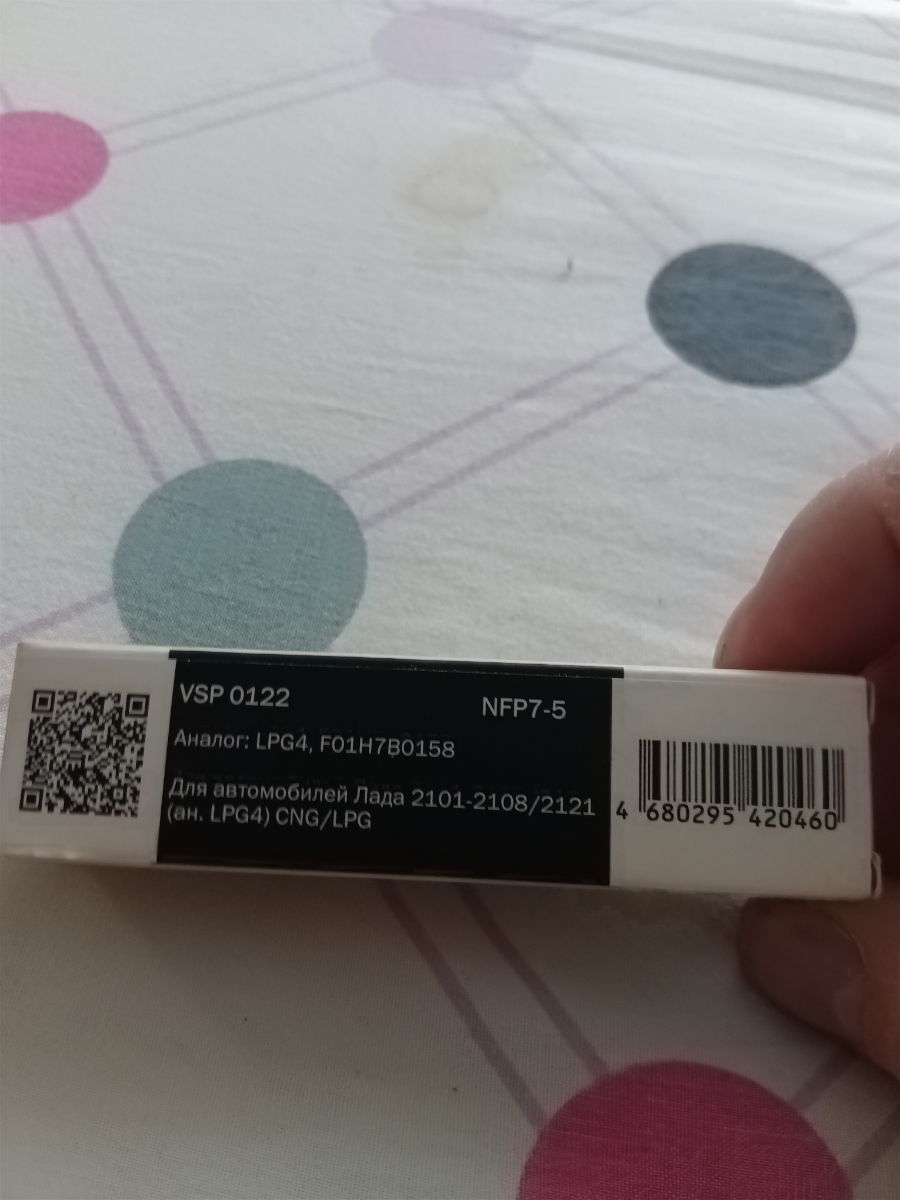 VSP 0122
NFP7-5
Аналог: LPG4, F01H7B0158
Для автомобилей Лада 2101-2108/2121
(ан. LPG4) CNG/LPG
4 680295 420460